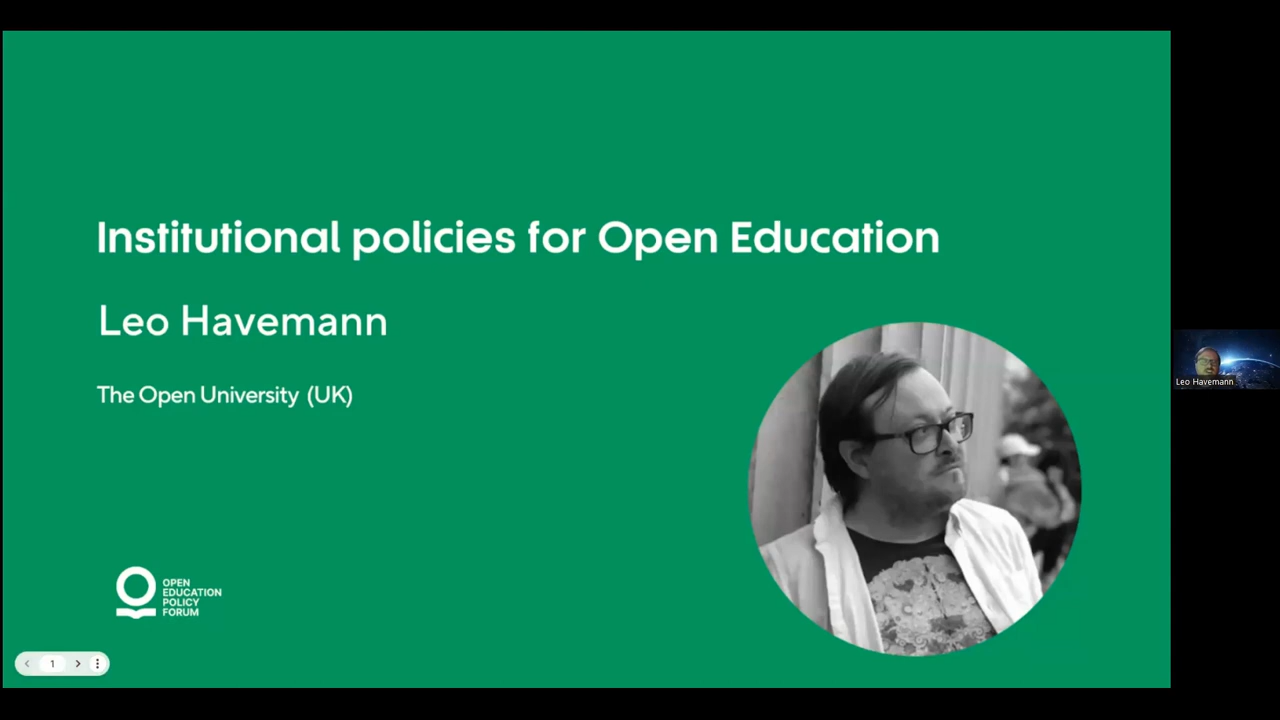 Institutional policies for Open Education
Leo Havemann
The Open University (UK)
OPEN
EDUCATION
POLICY
FORUM
1
Leo Havemann